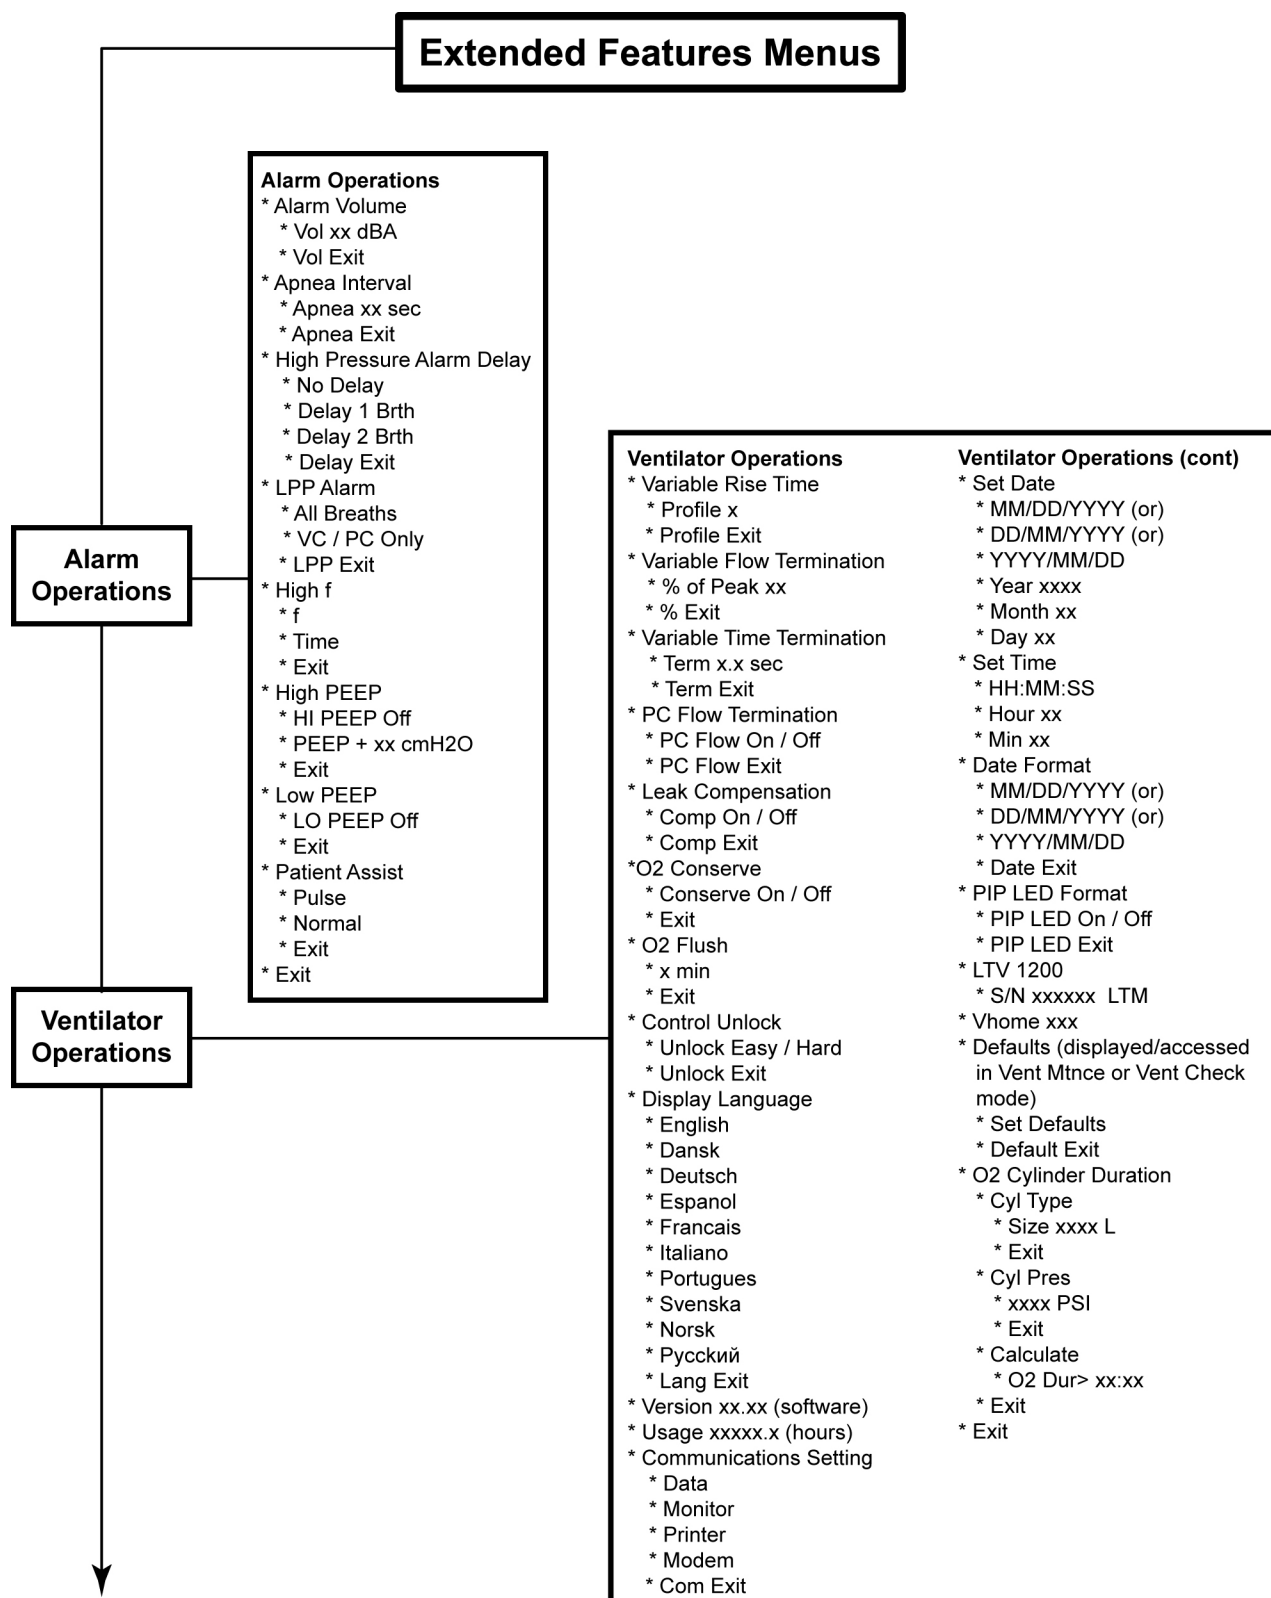 Extended Features Menus
Alarm
Operations
Alarm Operations
* Alarm Volume
* Vol xx dBA
* Vol Exit
* Apnea Interval
* Apnea xx sec
* Apnea Exit
* High Pressure Alarm Delay
* No Delay
* Delay 1 Brth
* Delay 2 Brth
* Delay Exit
* LPP Alarm
* All Breaths
* VC / PC Only
* LPP Exit
* High f
* f
* Time
* Exit
* High PEEP
* HI PEEP Off
* PEEP + xx cmH2O
* Exit
* Low PEEP
* LO PEEP Off
* Exit
* Patient Assist
* Pulse
* Normal
* Exit
* Exit
Ventilator
Operations
Ventilator Operations
* Variable Rise Time
* Profile x
* Profile Exit
* Variable Flow Termination
* % of Peak xx
* % Exit
* Variable Time Termination
* Term x.x sec
* Term Exit
* PC Flow Termination
* PC Flow On / Off
* PC Flow Exit
* Leak Compensation
* Comp On / Off
* Comp Exit
*O2 Conserve
* Conserve On / Off
* Exit
* O2 Flush
* x min
* Exit
* Control Unlock
* Unlock Easy / Hard
* Unlock Exit
* Display Language
* English
* Dansk
* Deutsch
* Espanol
* Francais
* Italiano
* Portugues
* Svenska
* Norsk
* Русский
* Lang Exit
* Version xx.xx (software)
* Usage xxxxx.x (hours)
* Communications Setting
* Data
* Monitor
* Printer
* Modem
* Com Exit
Ventilator Operations (cont)
* Set Date
* MM/DD/YYYY (or)
* DD/MM/YYYY (or)
* YYYY/MM/DD
* Year xxxx
* Month xx
* Day xx
* Set Time
* HH:MM:SS
* Hour xx
* Min xx
* Date Format
* MM/DD/YYYY (or)
* DD/MM/YYYY (or)
* YYYY/MM/DD
* Date Exit
* PIP LED Format
* PIP LED On / Off
* PIP LED Exit
* LTV 1200
* S/N xxxxxx LTM
* Vhome xxx
* Defaults (displayed/accessed
in Vent Mtnce or Vent Check
mode)
* Set Defaults
* Default Exit
* O2 Cylinder Duration
* Cyl Type
* Size xxxx L
* Exit
* Cyl Pres
* xxxx PSI
* Exit
* Calculate
* O2 Dur> xx:xx
* Exit
* Exit